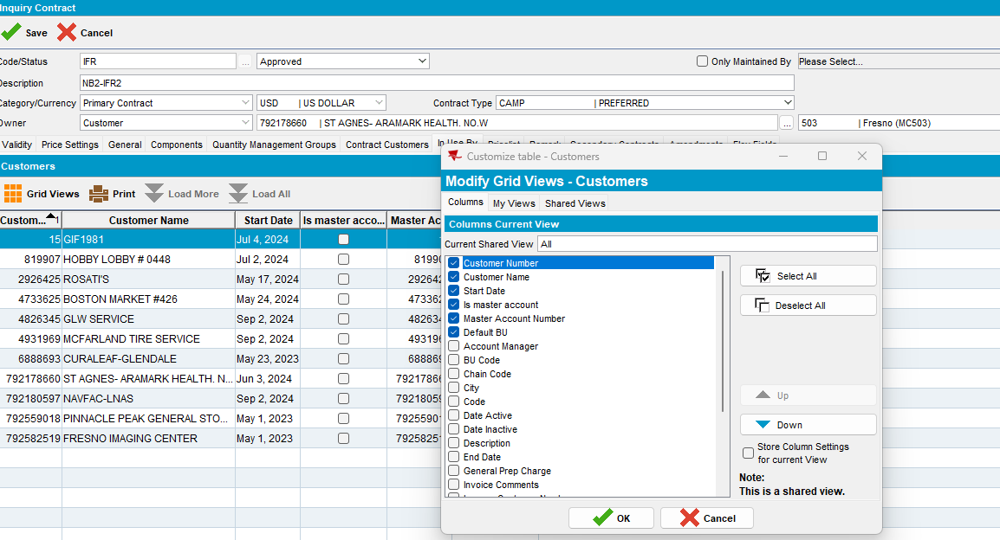 Inquiry Contract
Save Cancel
Code/Status IFR ... Approved Only Maintained By Please Select...
Description NB2-IFR2
Category/Currency Primary Contract USD | US DOLLAR Contract Type CAMP | PREFERRED
Owner Customer 792178660 | ST AGNES- ARAMARK HEALTH. NO.W ... 503 | Fresno (MC503)
Validity Price Settings General Components Quantity Management Groups Contract Customers In Use By Pricelist Remark Secondary Contracts Amendments Flex Fields
Customers
Grid Views Print Load More Load All
Custom... 1 Customer Name Start Date Is master acco... Master Ac
15 GIF1981 Jul 4, 2024
819907 HOBBY LOBBY # 0448 Jul 2, 2024 8199
2926425 ROSATI'S May 17, 2024 29264
4733625 BOSTON MARKET #426 May 24, 2024 47336
4826345 GLW SERVICE Sep 2, 2024 48263
4931969 MCFARLAND TIRE SERVICE Sep 2, 2024 49319
6888693 CURALEAF-GLENDALE May 23, 2023 68886
792178660 ST AGNES- ARAMARK HEALTH. N... Jun 3, 2024 7921786
792180597 NAVFAC-LNAS Sep 2, 2024 7921805
792559018 PINNACLE PEAK GENERAL STO... May 1, 2023 7925590
792582519 FRESNO IMAGING CENTER May 1, 2023 7925825
Customize table - Customers
Modify Grid Views - Customers
Columns My Views Shared Views
Columns Current View
Current Shared View All
Customer Number
Customer Name
Start Date
Is master account
Master Account Number
Default BU
Account Manager
BU Code
Chain Code
City
Code
Date Active
Date Inactive
Description
End Date
General Prep Charge
Invoice Comments
Select All
Deselect All
Up
Down
Store Column Settings
for current View
Note:
This is a shared view.
OK Cancel